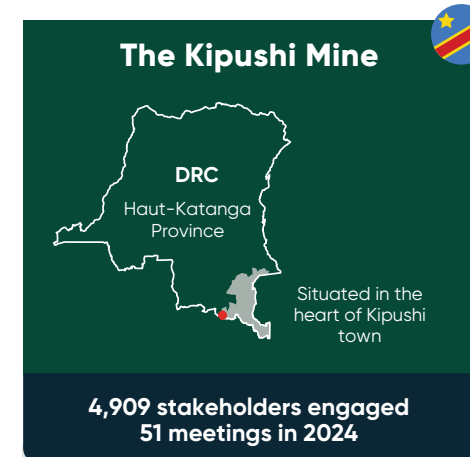 The Kipushi Mine
DRC
Haut-Katanga
Province
Situated in the
heart of Kipushi
town
4,909 stakeholders engaged
51 meetings in 2024